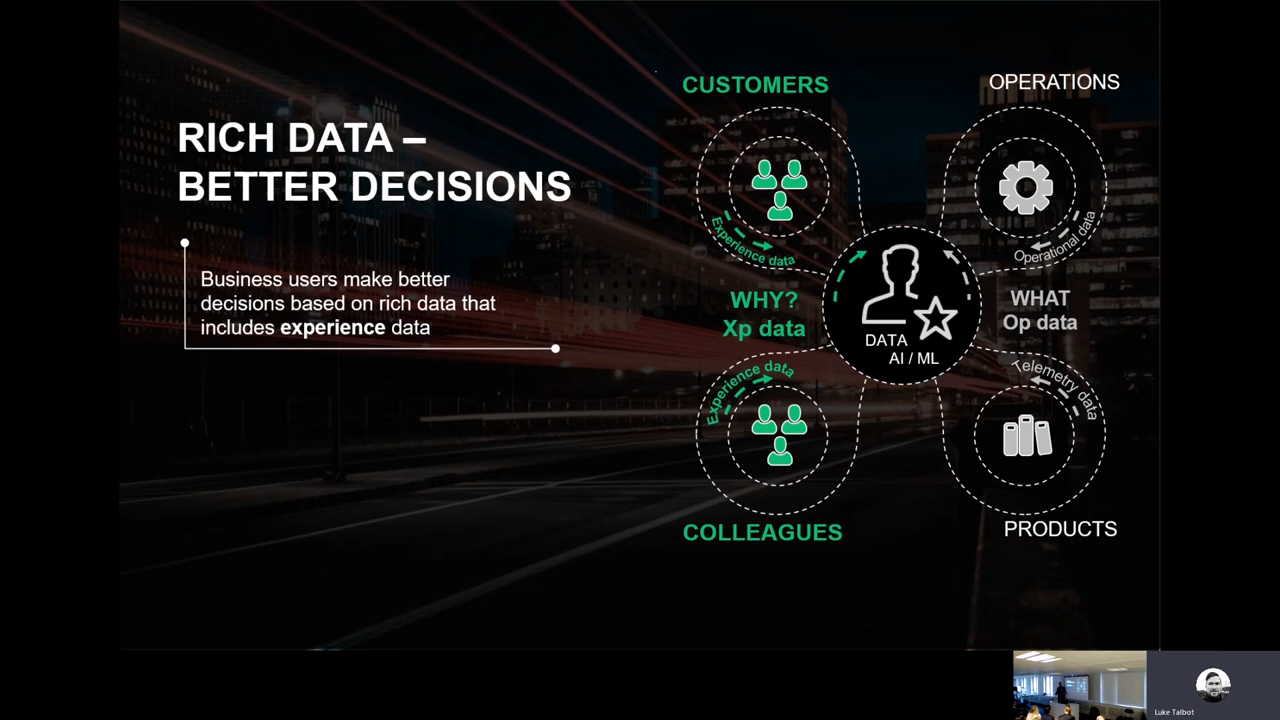 RICH DATA –
BETTER DECISIONS
Business users make better
decisions based on rich data that
includes experience data
CUSTOMERS
Experience data
OPERATIONS
Operational data
WHY?
Xp data
DATA
AI / ML
WHAT
Op data
Experience data
COLLEAGUES
Telemetry data
PRODUCTS
Luke Talbot